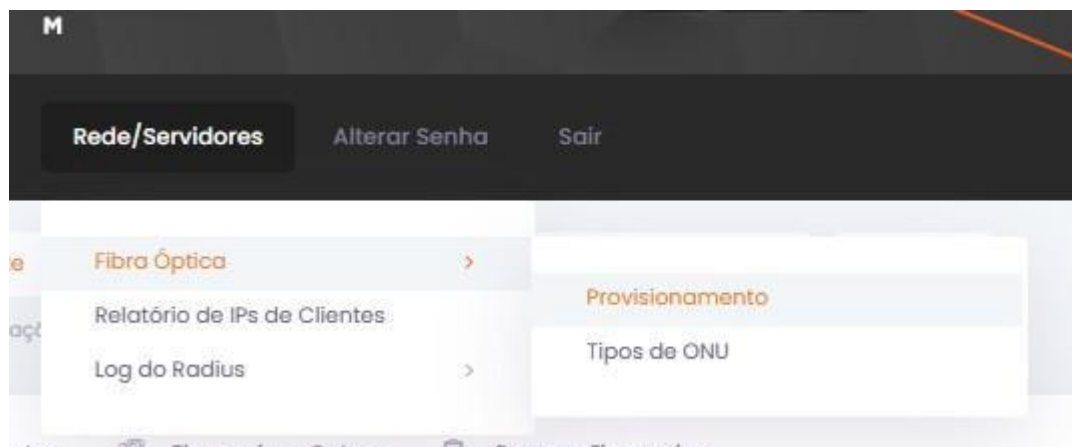 M
Rede/Servidores Alterar Senha Sair
Fibra Óptica
Relatório de IPs de Clientes
Log do Radius
Provisionamento
Tipos de ONU